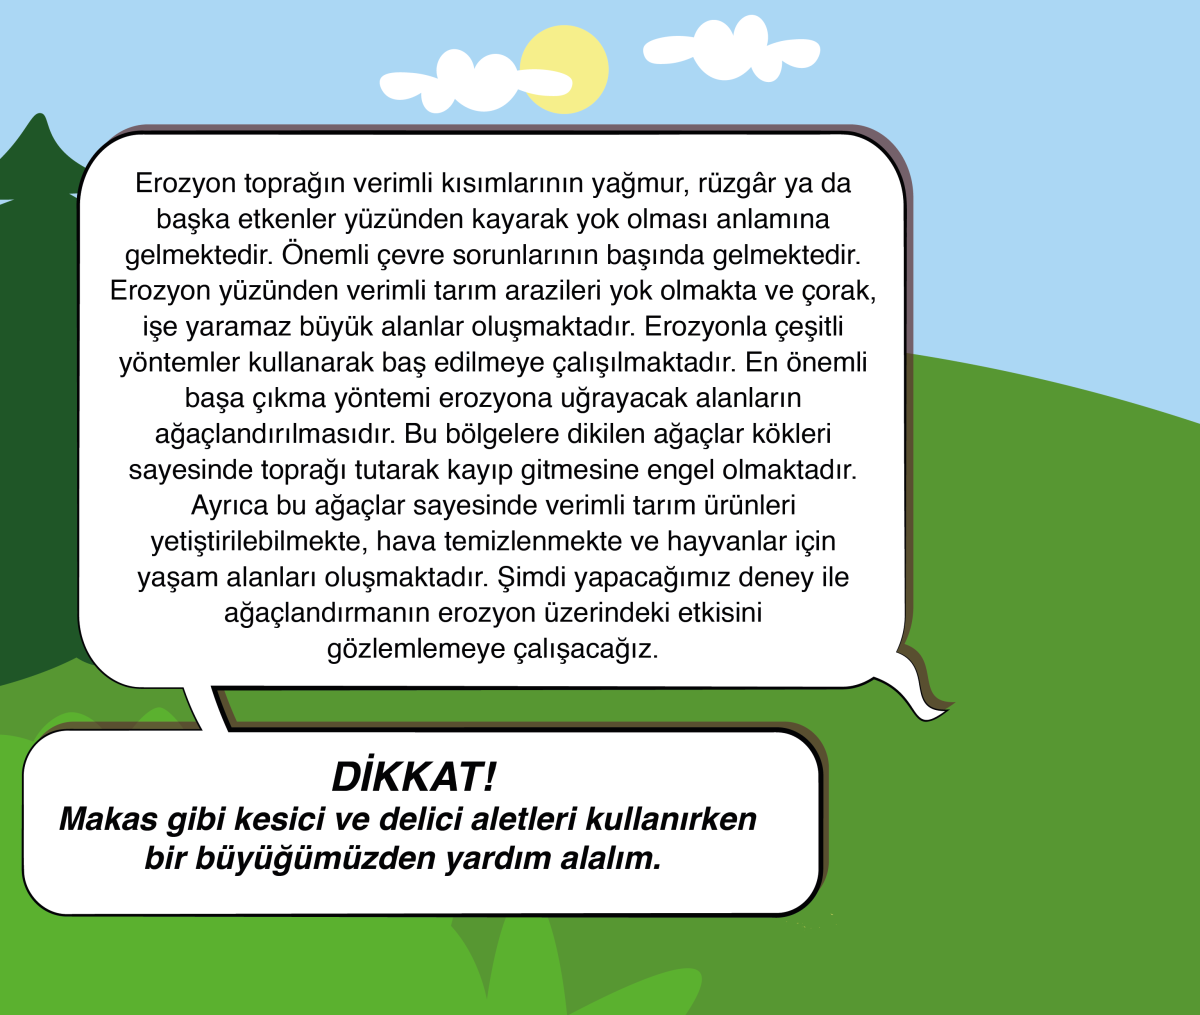 Erozyon toprağın verimli kısımlarının yağmur, rüzgâr ya da
başka etkenler yüzünden kayarak yok olması anlamına
gelmektedir. Önemli çevre sorunlarının başında gelmektedir.
Erozyon yüzünden verimli tarım arazileri yok olmakta ve çorak,
işe yaramaz büyük alanlar oluşmaktadır. Erozyonla çeşitli
yöntemler kullanarak baş edilmeye çalışılmaktadır. En önemli
başa çıkma yöntemi erozyona uğrayacak alanların
ağaçlandırılmasıdır. Bu bölgelere dikilen ağaçlar kökleri
sayesinde toprağı tutarak kayıp gitmesine engel olmaktadır.
Ayrıca bu ağaçlar sayesinde verimli tarım ürünleri
yetiştirilebilmekte, hava temizlenmekte ve hayvanlar için
yaşam alanları oluşmaktadır. Şimdi yapacağımız deney ile
ağaçlandırmanın erozyon üzerindeki etkisini
gözlemlemeye çalışacağız.
DİKKAT!
Makas gibi kesici ve delici aletleri kullanırken
bir büyüğümüzden yardım alalım.